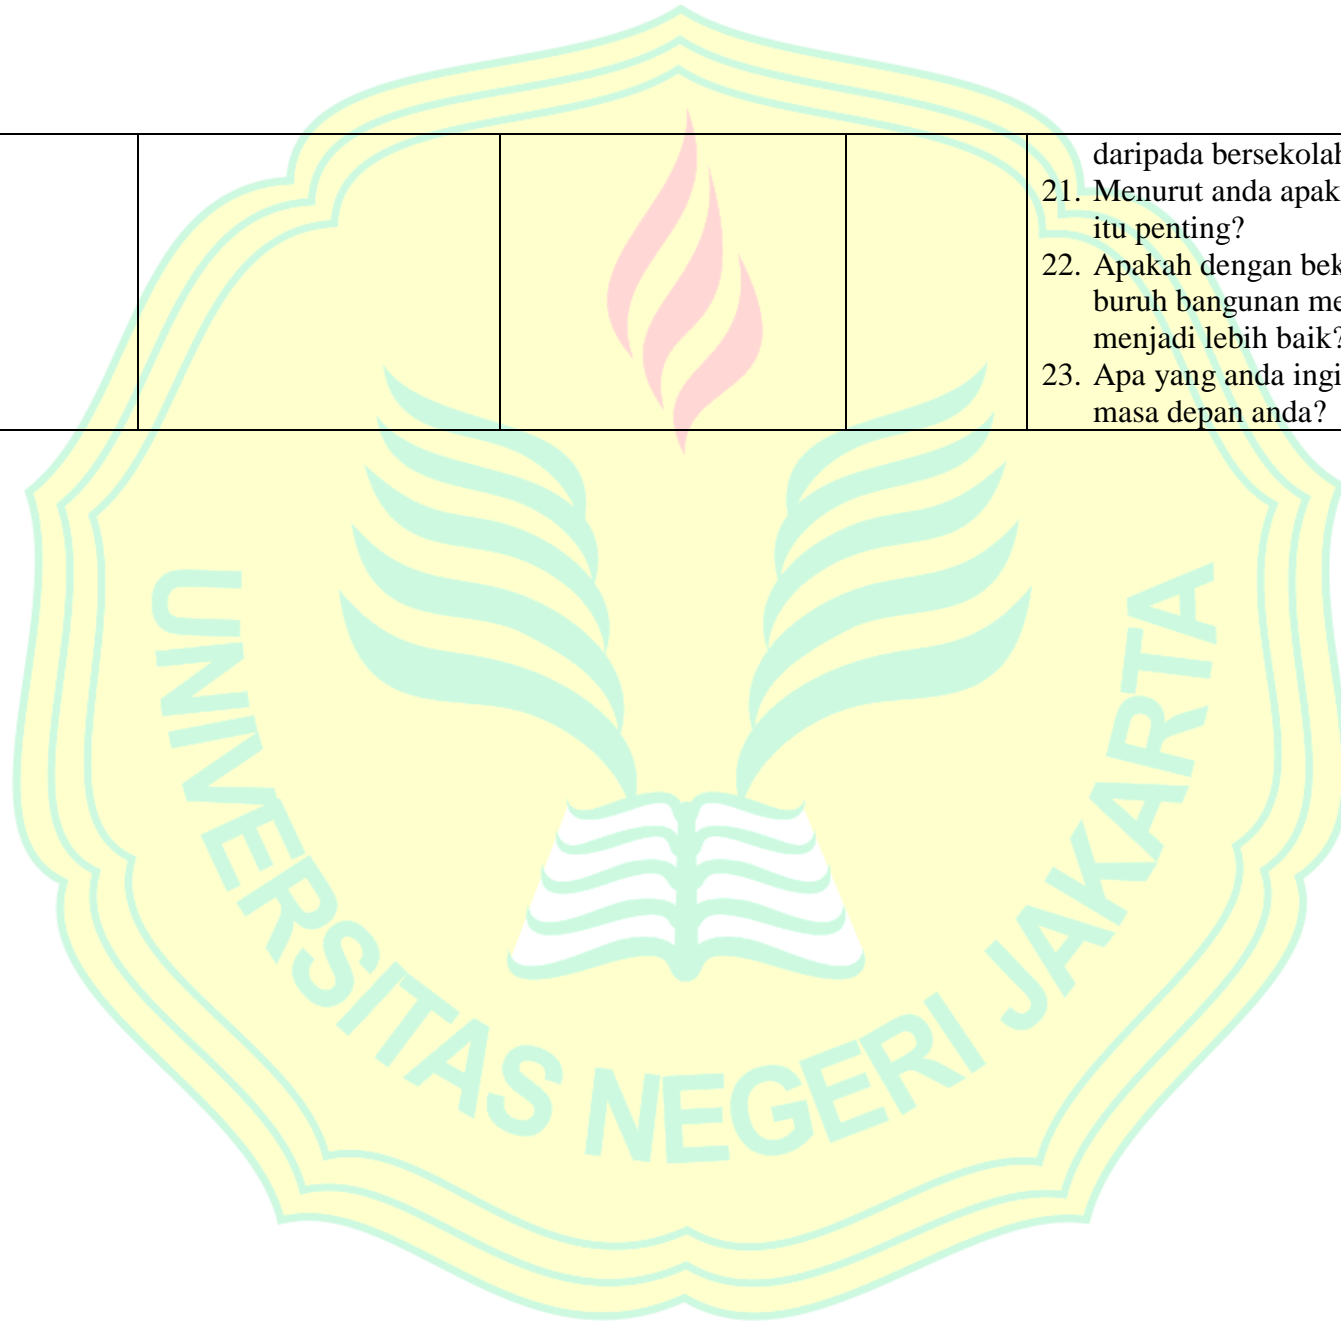 daripada bersekolah
21. Menurut anda apak
itu penting?
22. Apakah dengan bek
buruh bangunan me
menjadi lebih baik?
23. Apa yang anda ingi
masa depan anda?
UNIVERSITAS NEGERI JAKARTA